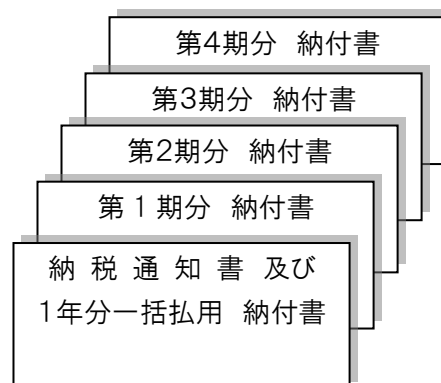 第4期分 納付書
第3期分 納付書
第2期分 納付書
第１期分 納付書
納 税 通 知 書 及び
1年分一括払用 納付書